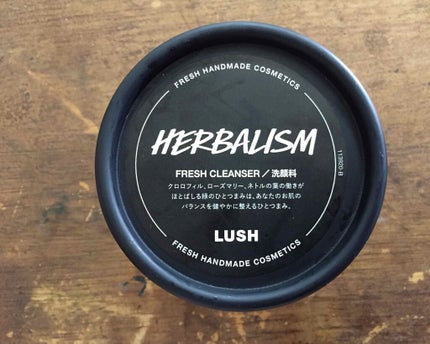 FRESH HANDMADE COSMETICS
HERBALISM
FRESH CLEANSER／洗顔料
クロロフィル、ローズマリー、ネトルの葉の働きが
ほとばしる緑のひとつまみは、あなたのお肌の
バランスを健やかに整えるひとつまみ。
LUSH
FRESH HANDMADE COSMETICS